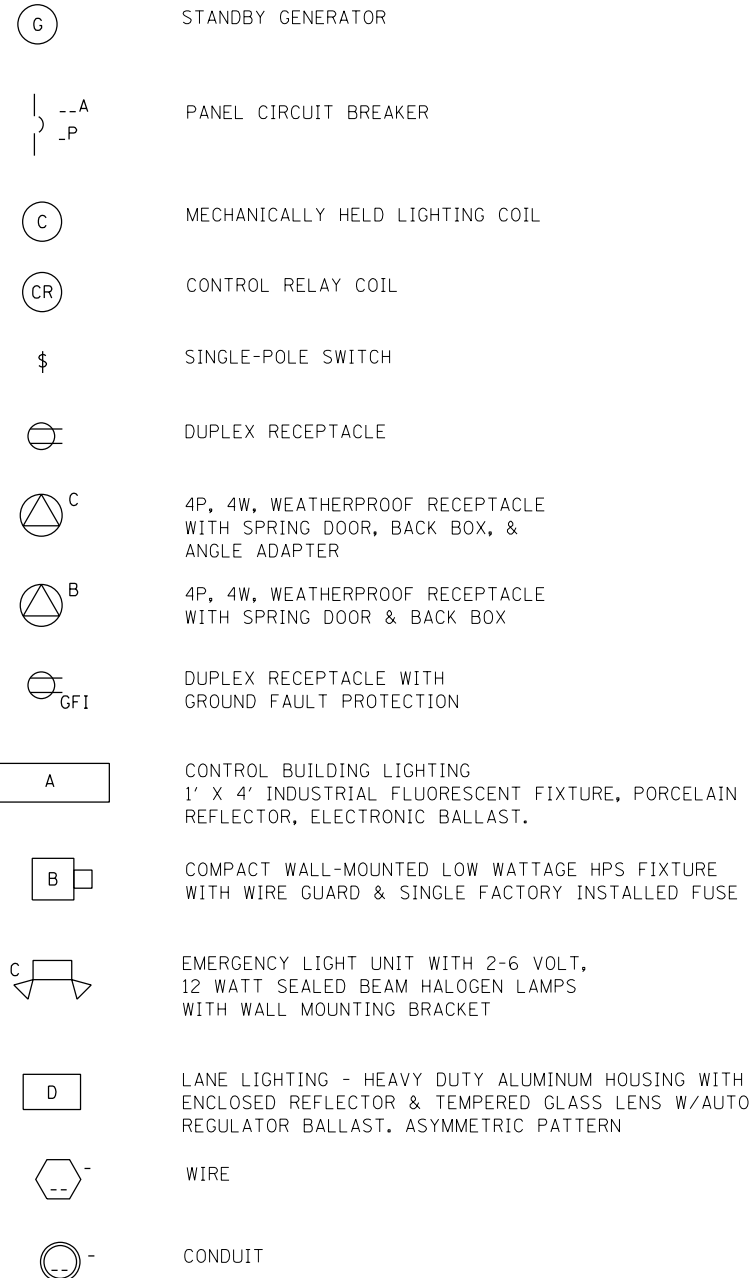 G STANDBY GENERATOR
__A
PANEL CIRCUIT BREAKER
_P
C MECHANICALLY HELD LIGHTING COIL
CR CONTROL RELAY COIL
$ SINGLE-POLE SWITCH
DUPLEX RECEPTACLE
C 4P, 4W, WEATHERPROOF RECEPTACLE
WITH SPRING DOOR, BACK BOX, &
ANGLE ADAPTER
B 4P, 4W, WEATHERPROOF RECEPTACLE
WITH SPRING DOOR & BACK BOX
DUPLEX RECEPTACLE WITH
GFI GROUND FAULT PROTECTION
A CONTROL BUILDING LIGHTING
1' X 4' INDUSTRIAL FLUORESCENT FIXTURE, PORCELAIN
REFLECTOR, ELECTRONIC BALLAST.
B COMPACT WALL-MOUNTED LOW WATTAGE HPS FIXTURE
WITH WIRE GUARD & SINGLE FACTORY INSTALLED FUSE
C EMERGENCY LIGHT UNIT WITH 2-6 VOLT,
12 WATT SEALED BEAM HALOGEN LAMPS
WITH WALL MOUNTING BRACKET
D LANE LIGHTING - HEAVY DUTY ALUMINUM HOUSING WITH
ENCLOSED REFLECTOR & TEMPERED GLASS LENS W/AUTO
REGULATOR BALLAST. ASYMMETRIC PATTERN
-- - WIRE
-- - CONDUIT